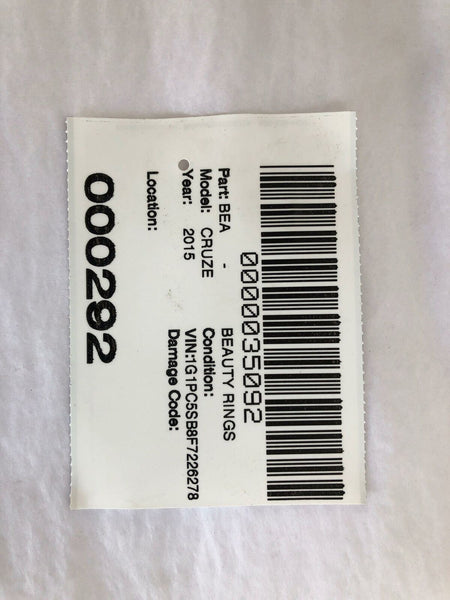 0000035092
Part: BEA - BEAUTY RINGS
Model: CRUZE Condition:
Year: 2015 VIN:1G1PC5SB8F7226278
Damage Code:
Location:
000292